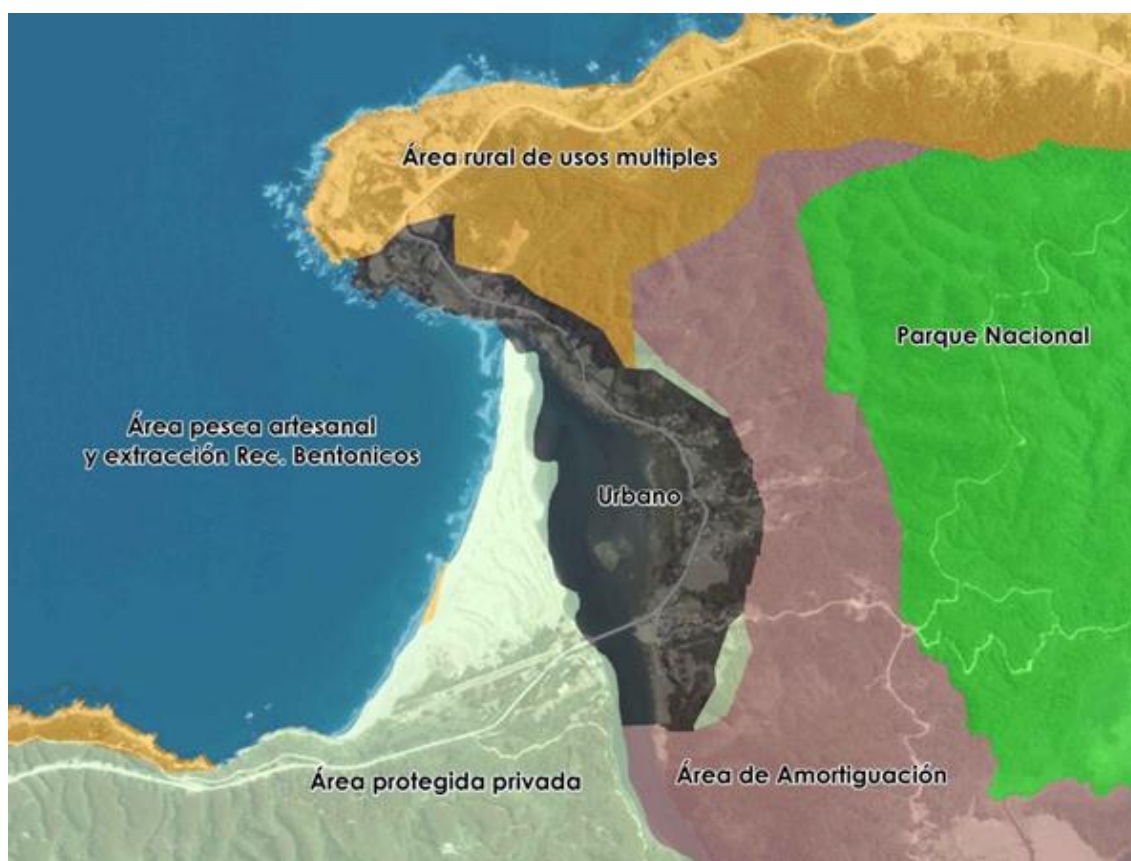 Área rural de usos multiples
Parque Nacional
Área pesca artesanal
y extracción Rec. Bentonicos
Urbano
Área protegida privada
Área de Amortiguación